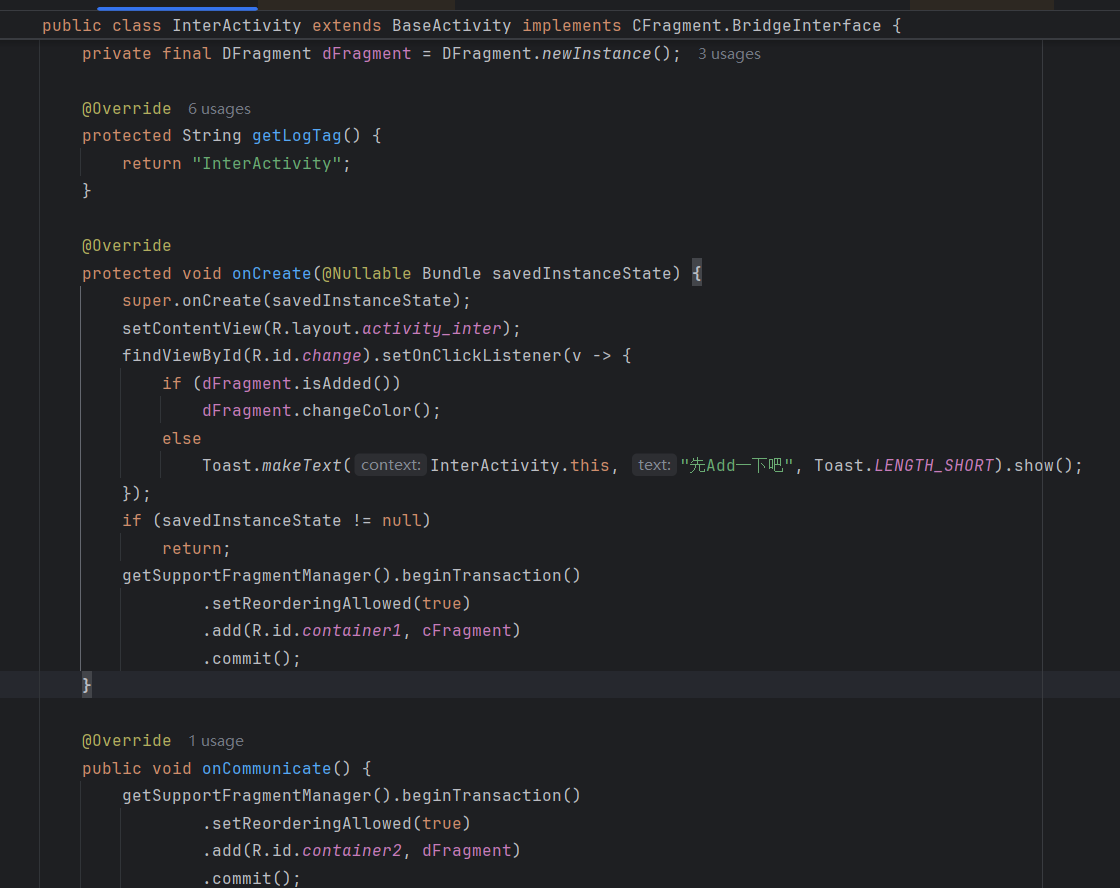 public class InterActivity extends BaseActivity implements CFragment.BridgeInterface {
private final DFragment dFragment = DFragment.newInstance(); 3 usages
@Override 6 usages
protected String getLogTag() {
return "InterActivity";
}
@Override
protected void onCreate(@Nullable Bundle savedInstanceState) {
super.onCreate(savedInstanceState);
setContentView(R.layout.activity_inter);
findViewById(R.id.change).setOnClickListener(v -> {
if (dFragment.isAdded())
dFragment.changeColor();
else
Toast.makeText( context: InterActivity.this, text: "先Add一下吧", Toast.LENGTH_SHORT).show();
});
if (savedInstanceState != null)
return;
getSupportFragmentManager().beginTransaction()
.setReorderingAllowed(true)
.add(R.id.container1, cFragment)
.commit();
}
@Override 1 usage
public void onCommunicate() {
getSupportFragmentManager().beginTransaction()
.setReorderingAllowed(true)
.add(R.id.container2, dFragment)
.commit();